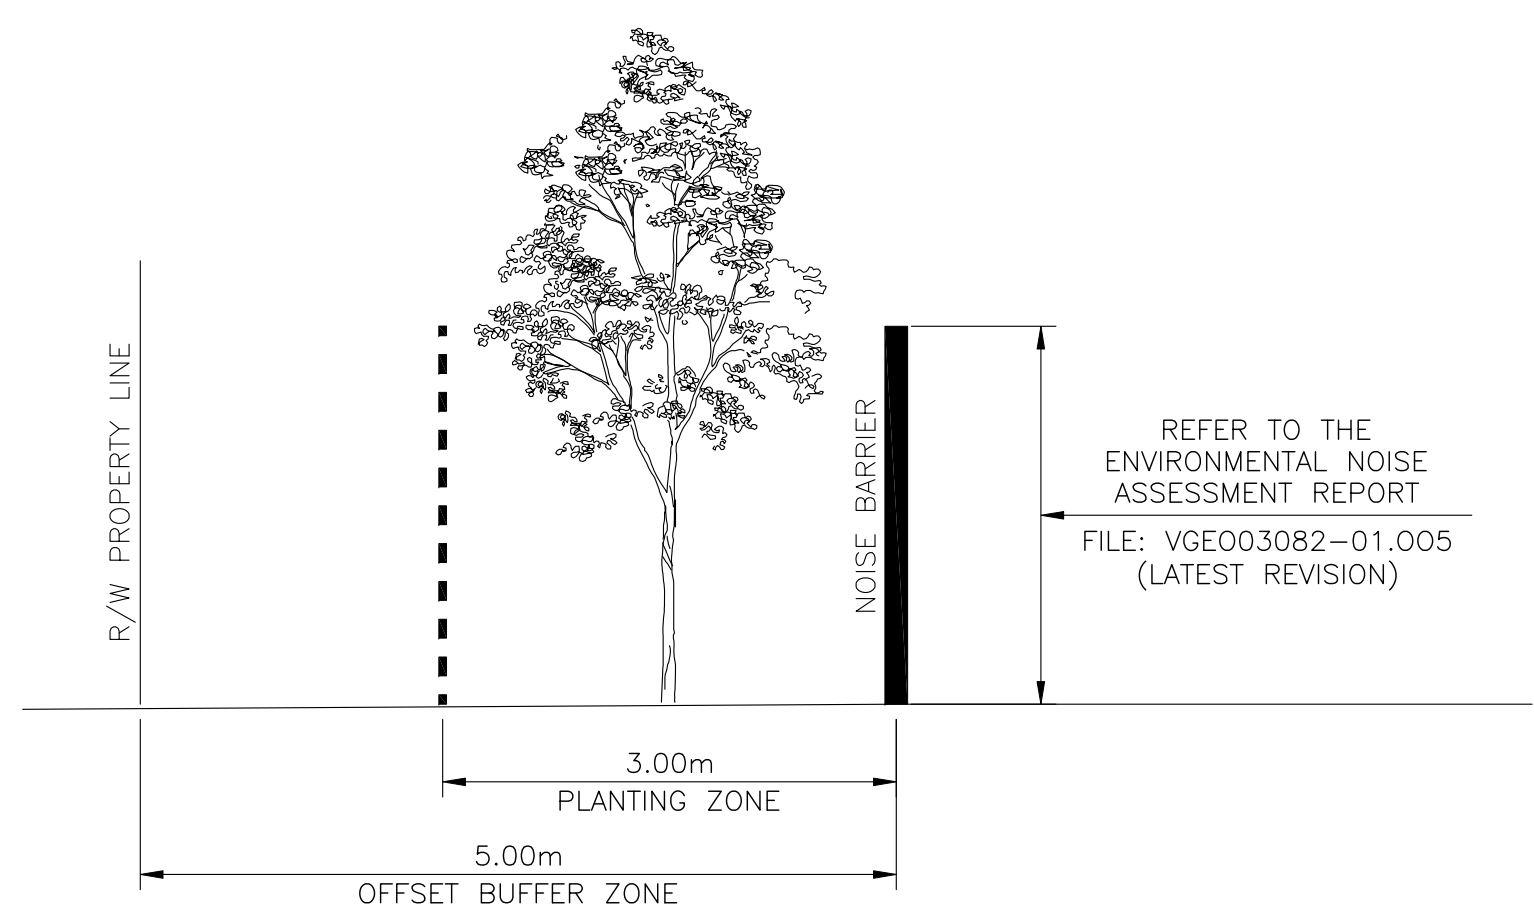 R/W PROPERTY LINE
NOISE BARRIER
REFER TO THE
ENVIRONMENTAL NOISE
ASSESSMENT REPORT
FILE: VGEO03082-01.005
(LATEST REVISION)
3.00m
PLANTING ZONE
5.00m
OFFSET BUFFER ZONE